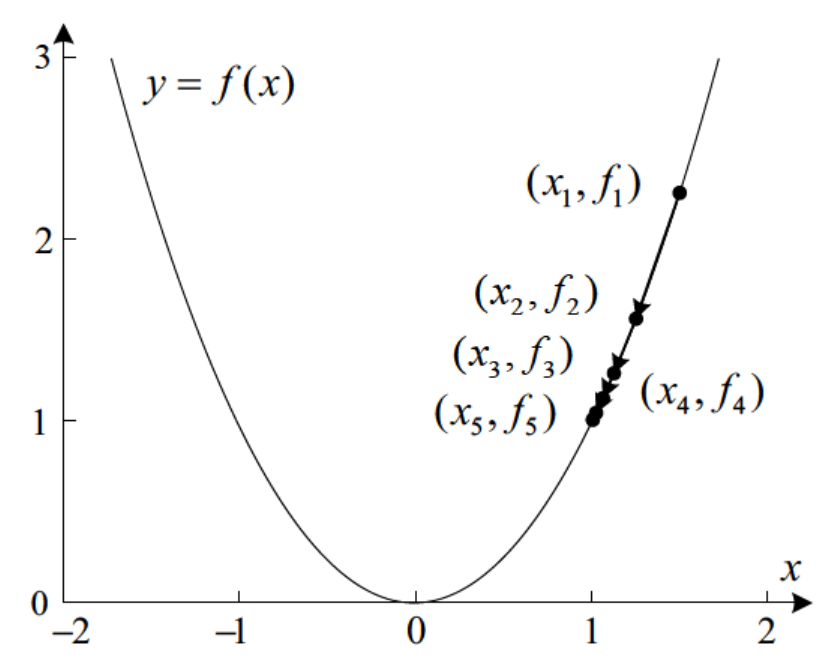 3
y = f(x)
(x₁, f₁)
2
(x₂, f₂)
(x₃, f₃)
(x₄, f₄)
(x₅, f₅)
1
x
0
−2 −1 0 1 2